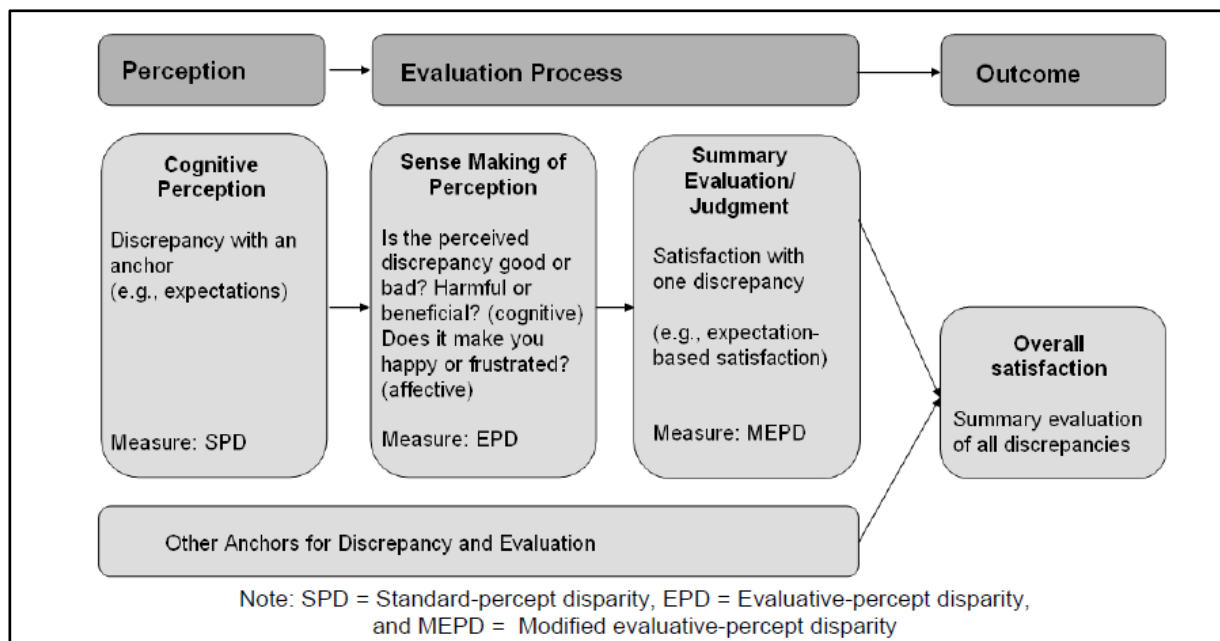 Perception
Evaluation Process
Outcome
Cognitive
Perception
Discrepancy with an
anchor
(e.g., expectations)
Measure: SPD
Sense Making of
Perception
Is the perceived
discrepancy good or
bad? Harmful or
beneficial? (cognitive)
Does it make you
happy or frustrated?
(affective)
Measure: EPD
Summary
Evaluation/
Judgment
Satisfaction with
one discrepancy
(e.g., expectation-
based satisfaction)
Measure: MEPD
Overall
satisfaction
Summary evaluation
of all discrepancies
Other Anchors for Discrepancy and Evaluation
Note: SPD = Standard-percept disparity, EPD = Evaluative-percept disparity,
and MEPD = Modified evaluative-percept disparity